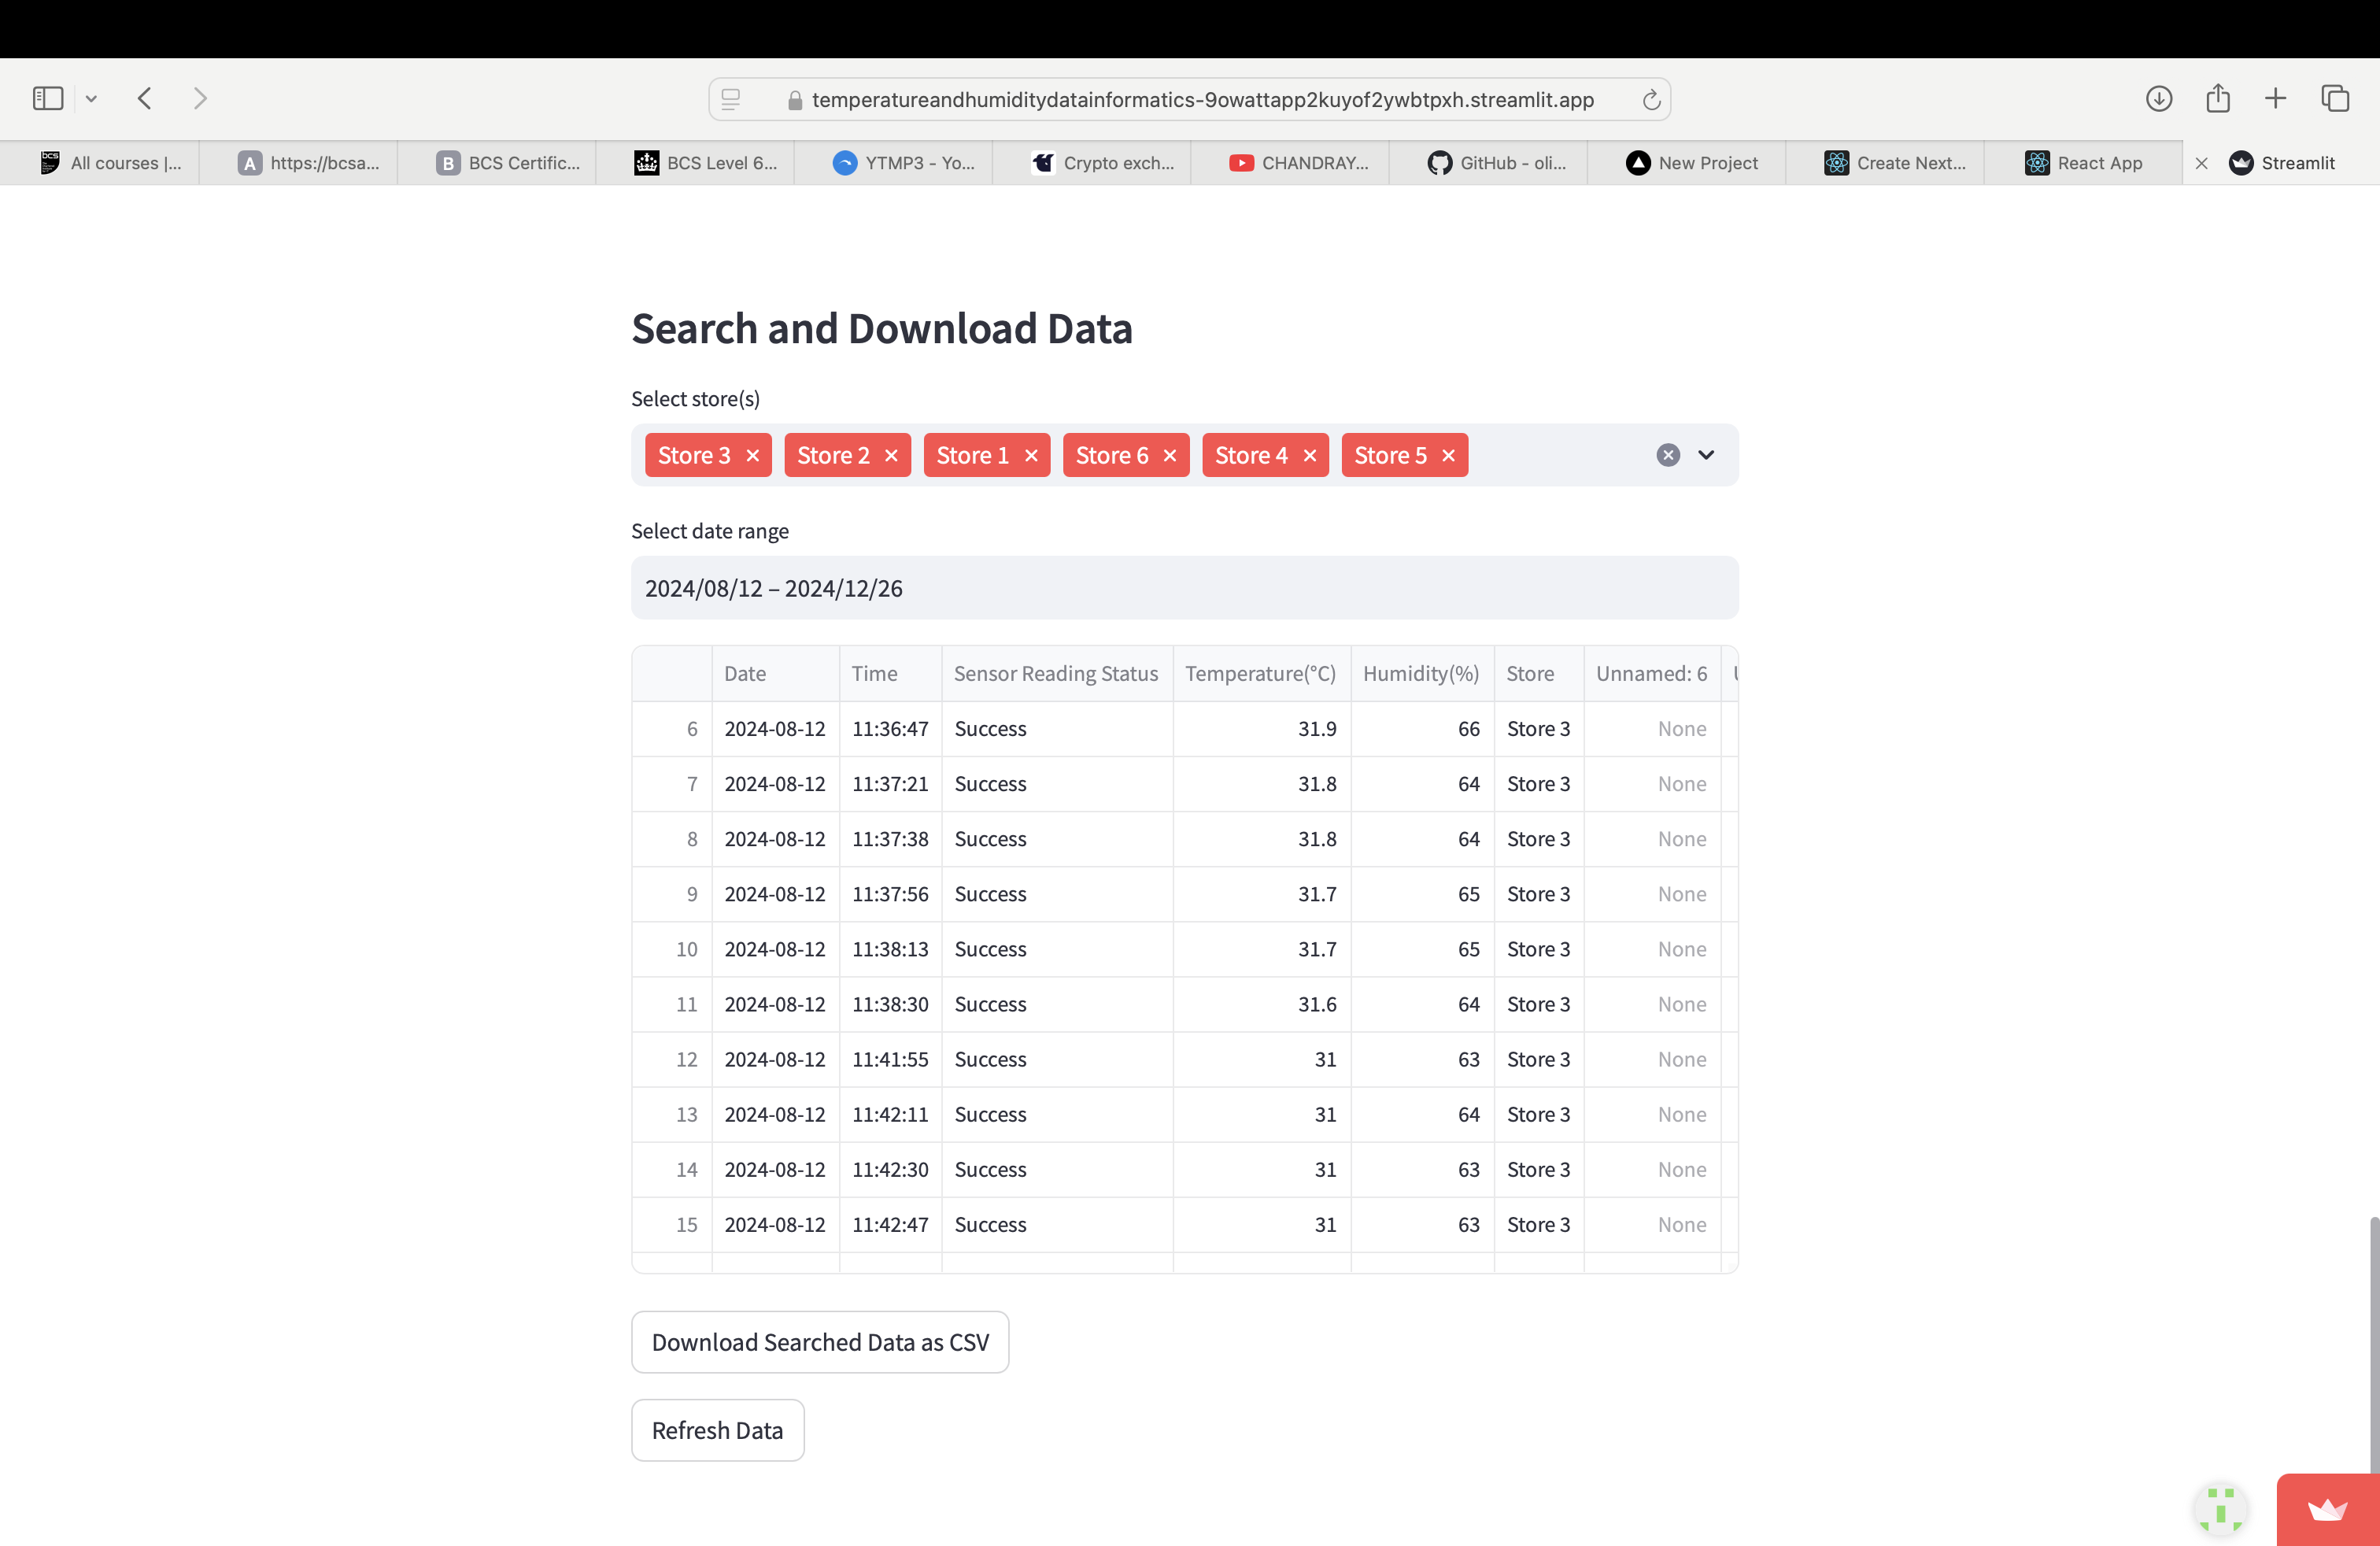 temperatureandhumiditydatainformatics-9owattapp2kuyof2ywbtpxh.streamlit.app
All courses |... A https://bcsa... B BCS Certific... BCS Level 6... YTMP3 - Yo... Crypto exch... CHANDRAY... GitHub - oli... New Project Create Next... React App Streamlit
Search and Download Data
Select store(s)
Store 3 Store 2 Store 1 Store 6 Store 4 Store 5
Select date range
2024/08/12 – 2024/12/26
Date Time Sensor Reading Status Temperature(°C) Humidity(%) Store Unnamed: 6
6 2024-08-12 11:36:47 Success 31.9 66 Store 3 None
7 2024-08-12 11:37:21 Success 31.8 64 Store 3 None
8 2024-08-12 11:37:38 Success 31.8 64 Store 3 None
9 2024-08-12 11:37:56 Success 31.7 65 Store 3 None
10 2024-08-12 11:38:13 Success 31.7 65 Store 3 None
11 2024-08-12 11:38:30 Success 31.6 64 Store 3 None
12 2024-08-12 11:41:55 Success 31 63 Store 3 None
13 2024-08-12 11:42:11 Success 31 64 Store 3 None
14 2024-08-12 11:42:30 Success 31 63 Store 3 None
15 2024-08-12 11:42:47 Success 31 63 Store 3 None
Download Searched Data as CSV
Refresh Data